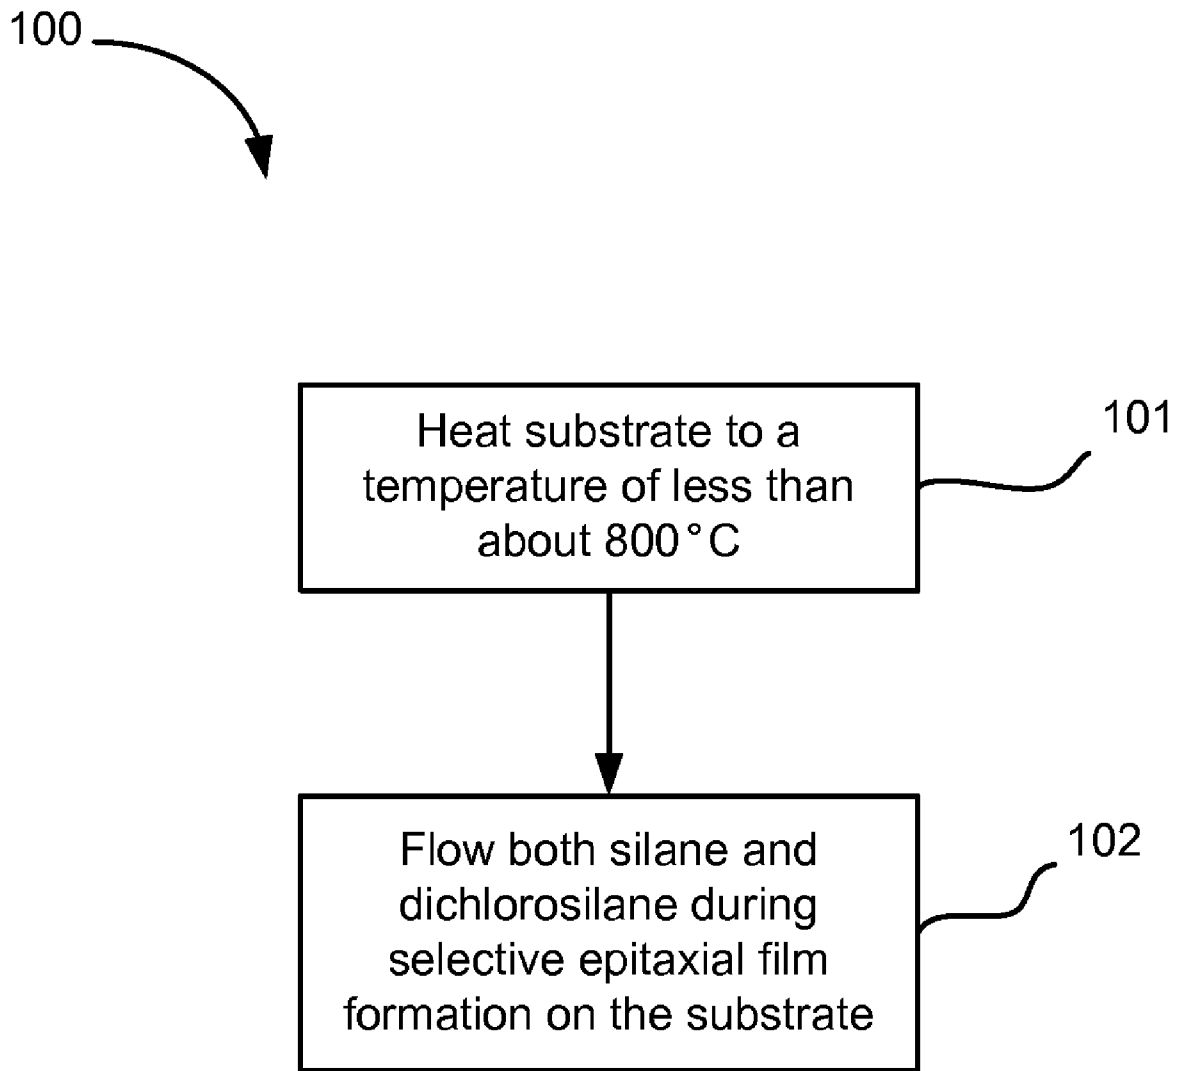 100
Heat substrate to a
temperature of less than
about 800°C
101
Flow both silane and
dichlorosilane during
selective epitaxial film
formation on the substrate
102